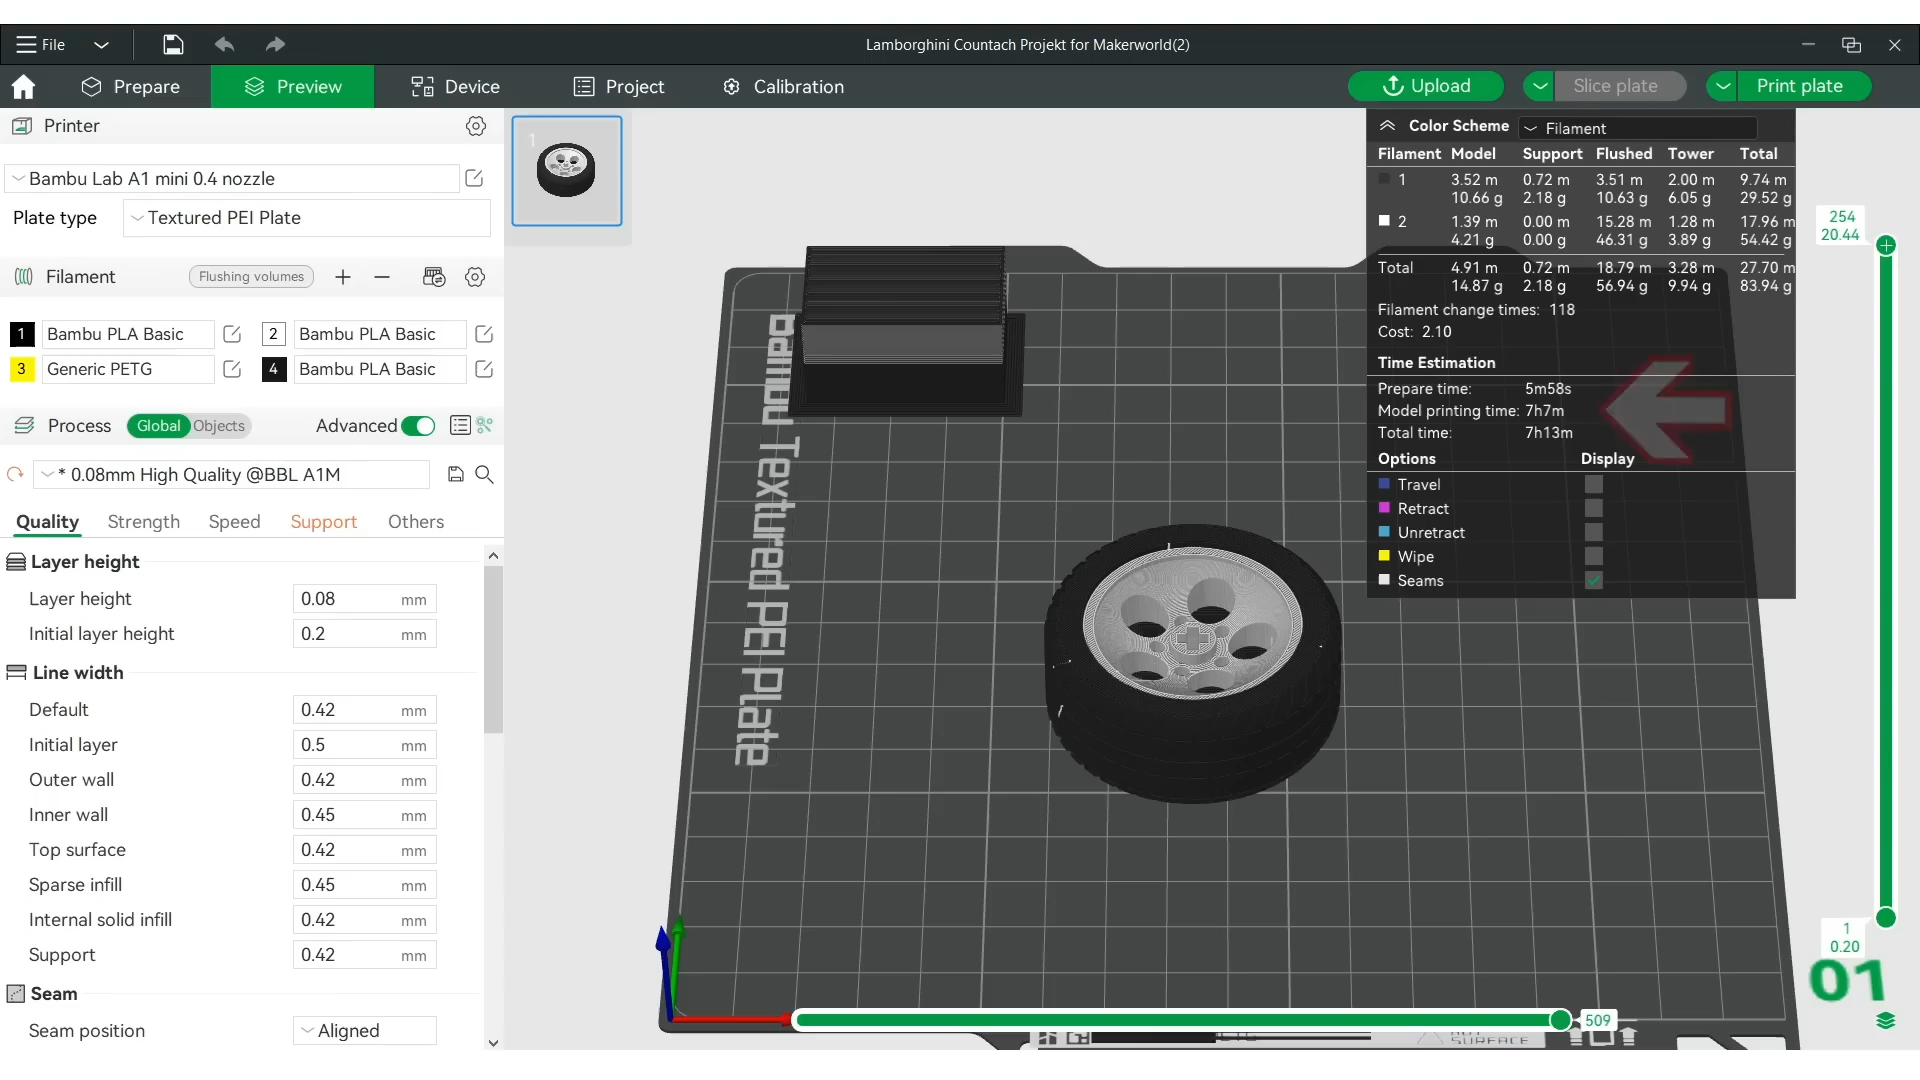 File
Lamborghini Countach Projekt for Makerworld(2)
Prepare
Preview
Device
Project
Calibration
Upload
Slice plate
Print plate
Printer
Bambu Lab A1 mini 0.4 nozzle
Plate type Textured PEI Plate
Filament Flushing volumes
1 Bambu PLA Basic 2 Bambu PLA Basic
3 Generic PETG 4 Bambu PLA Basic
Process Global Objects Advanced
* 0.08mm High Quality @BBL A1M
Quality Strength Speed Support Others
Layer height
Layer height 0.08 mm
Initial layer height 0.2 mm
Line width
Default 0.42 mm
Initial layer 0.5 mm
Outer wall 0.42 mm
Inner wall 0.45 mm
Top surface 0.42 mm
Sparse infill 0.45 mm
Internal solid infill 0.42 mm
Support 0.42 mm
Seam
Seam position Aligned
1
Bambu Textured PEI Plate
Color Scheme Filament
Filament Model Support Flushed Tower Total
1 3.52 m 0.72 m 3.51 m 2.00 m 9.74 m
10.66 g 2.18 g 10.63 g 6.05 g 29.52 g
2 1.39 m 0.00 m 15.28 m 1.28 m 17.96 m
4.21 g 0.00 g 46.31 g 3.89 g 54.42 g
Total 4.91 m 0.72 m 18.79 m 3.28 m 27.70 m
14.87 g 2.18 g 56.94 g 9.94 g 83.94 g
Filament change times: 118
Cost: 2.10
Time Estimation
Prepare time: 5m58s
Model printing time: 7h7m
Total time: 7h13m
Options Display
Travel
Retract
Unretract
Wipe
Seams
254
20.44
1
0.20
01
509
SURFACE